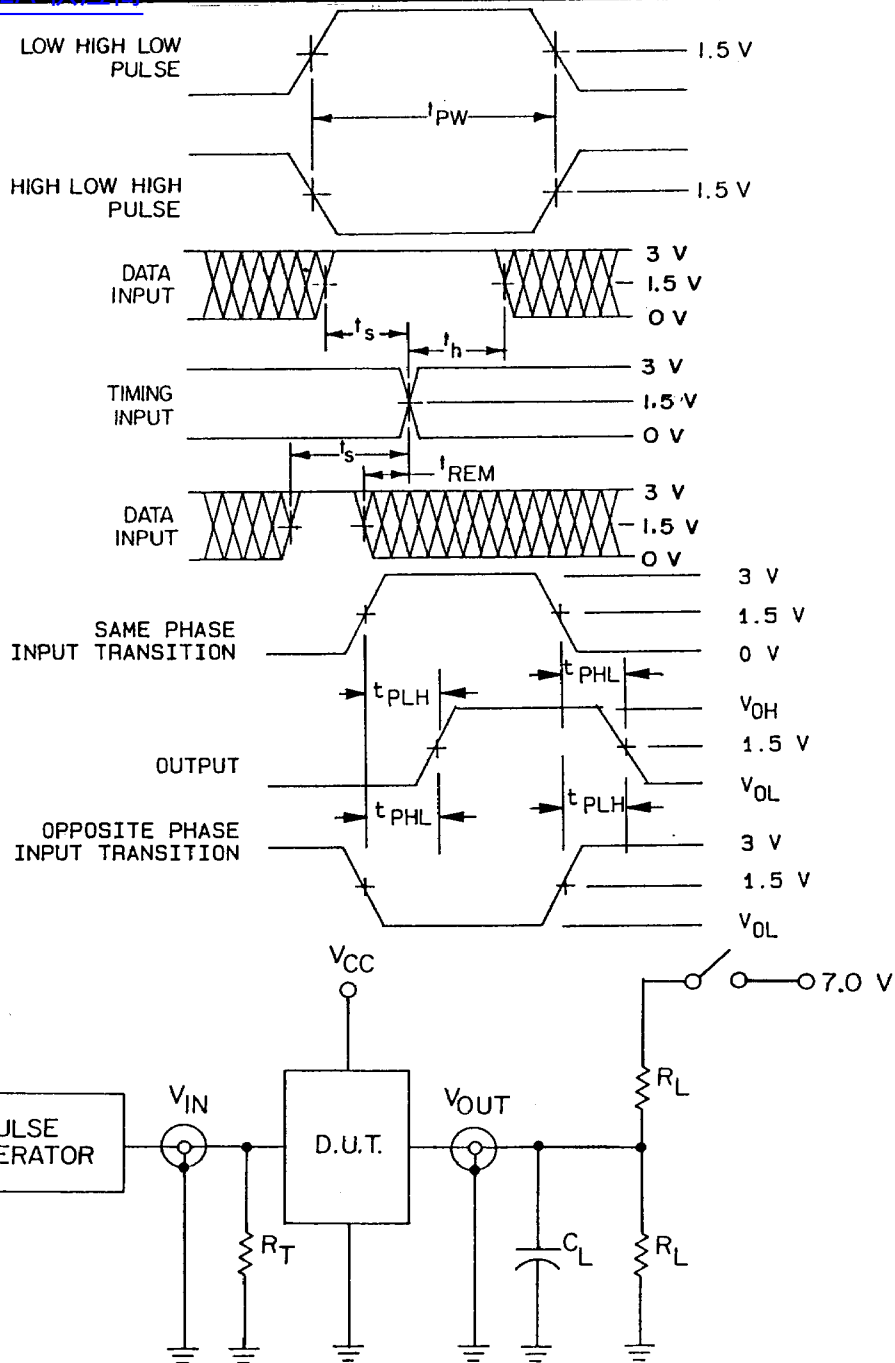 LOW HIGH LOW
PULSE
1.5 V
tPW
HIGH LOW HIGH
PULSE
1.5 V
DATA
INPUT
3 V
1.5 V
0 V
ts
th
TIMING
INPUT
3 V
1.5 V
0 V
ts
tREM
DATA
INPUT
3 V
1.5 V
0 V
SAME PHASE
INPUT TRANSITION
3 V
1.5 V
0 V
tPLH
tPHL
OUTPUT
VOH
1.5 V
VOL
tPHL
tPLH
OPPOSITE PHASE
INPUT TRANSITION
3 V
1.5 V
VOL
VCC
7.0 V
ULSE
ERATOR
VIN
D.U.T.
VOUT
RL
RT
CL
RL